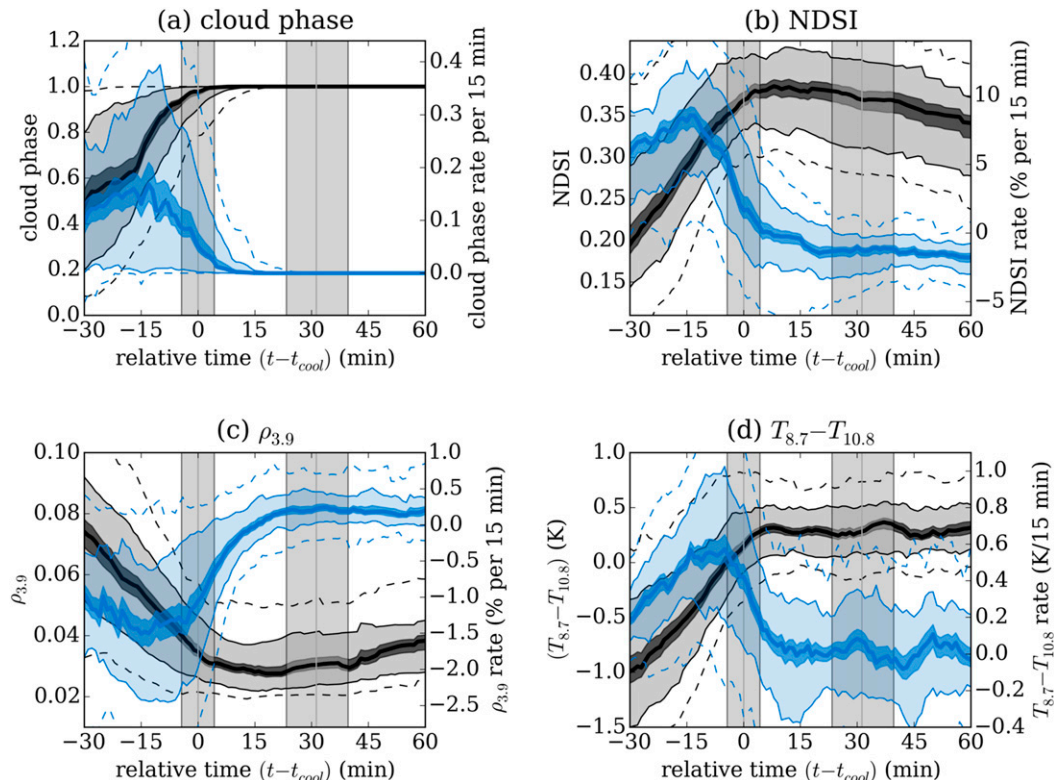 (a) cloud phase
1.2
1.0
0.8
0.6
0.4
0.2
0.0
cloud phase
0.4
0.3
0.2
0.1
0.0
cloud phase rate per 15 min
−30 −15 0 15 30 45 60
relative time (t−t_cool) (min)
(b) NDSI
0.40
0.35
0.30
0.25
0.20
0.15
NDSI
10
5
0
−5
NDSI rate (% per 15 min)
−30 −15 0 15 30 45 60
relative time (t−t_cool) (min)
(c) ρ3.9
0.10
0.08
0.06
0.04
0.02
ρ3.9
1.0
0.5
0.0
−0.5
−1.0
−1.5
−2.0
−2.5
ρ3.9 rate (% per 15 min)
−30 −15 0 15 30 45 60
relative time (t−t_cool) (min)
(d) T8.7−T10.8
1.0
0.5
0.0
−0.5
−1.0
−1.5
(T8.7−T10.8) (K)
1.0
0.8
0.6
0.4
0.2
0.0
−0.2
−0.4
T8.7−T10.8 rate (K/15 min)
−30 −15 0 15 30 45 60
relative time (t−t_cool) (min)